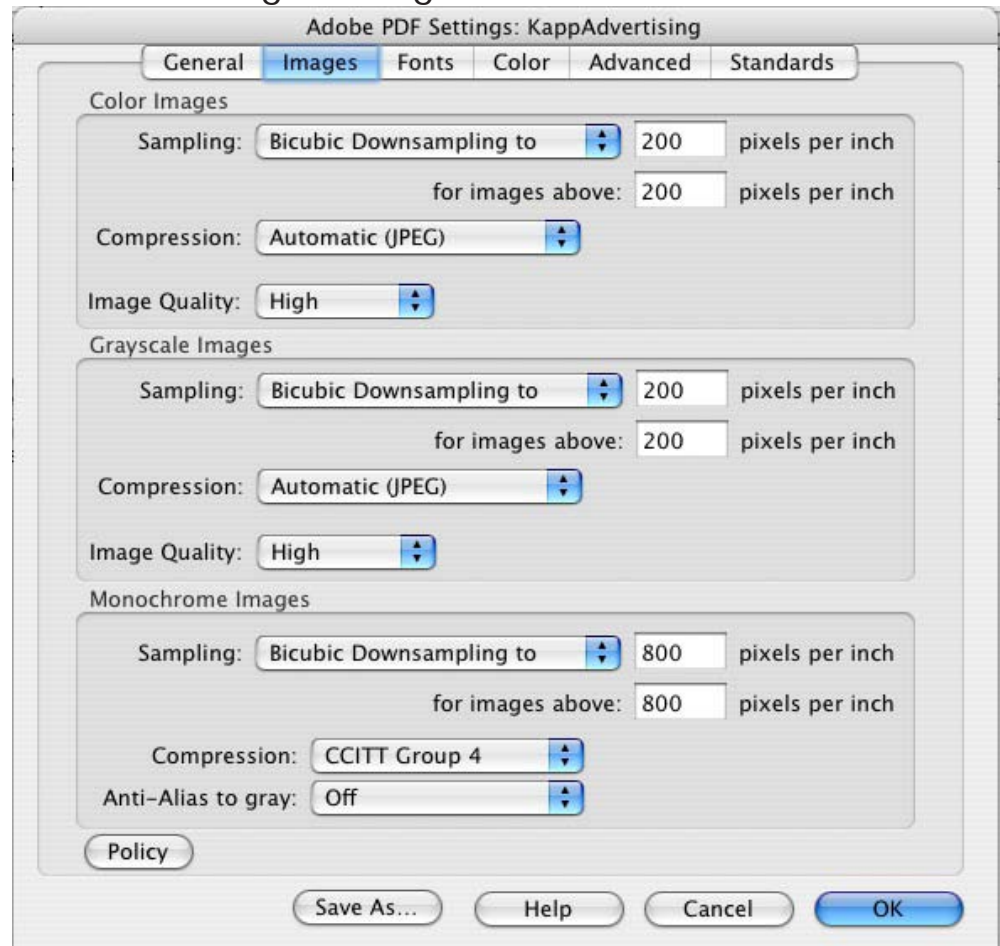 Adobe PDF Settings: KappAdvertising
General Images Fonts Color Advanced Standards
Color Images
Sampling: Bicubic Downsampling to 200 pixels per inch
for images above: 200 pixels per inch
Compression: Automatic (JPEG)
Image Quality: High
Grayscale Images
Sampling: Bicubic Downsampling to 200 pixels per inch
for images above: 200 pixels per inch
Compression: Automatic (JPEG)
Image Quality: High
Monochrome Images
Sampling: Bicubic Downsampling to 800 pixels per inch
for images above: 800 pixels per inch
Compression: CCITT Group 4
Anti-Alias to gray: Off
Policy
Save As... Help Cancel OK